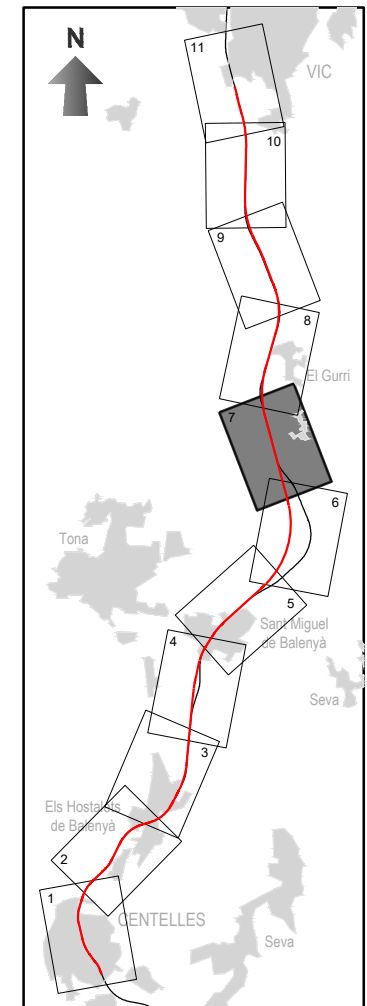 N
11
VIC
10
9
8
El Gurri
7
6
Tona
5
Sant Miguel
de Balenyà
4
Seva
3
Els Hostalets
de Balenyà
2
1
CENTELLES
Seva